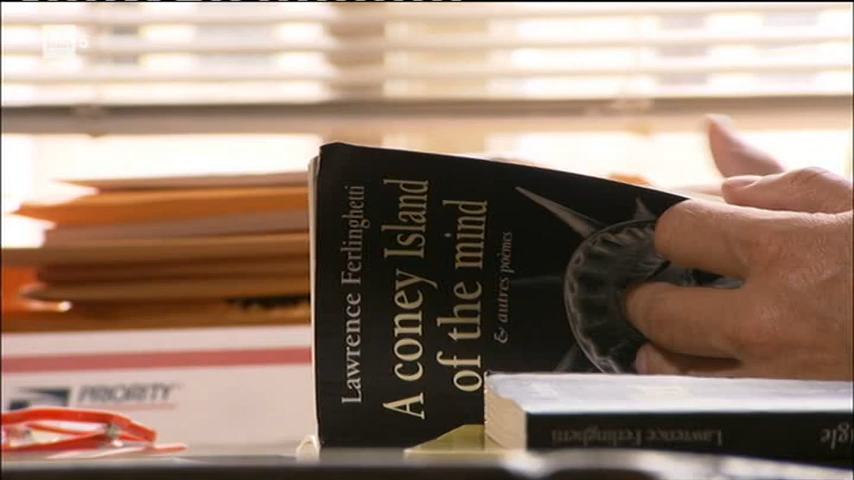 Lawrence Ferlinghetti
A coney Island
of the mind
& autres poèmes
PRIORITY
Lawrence Ferlinghetti